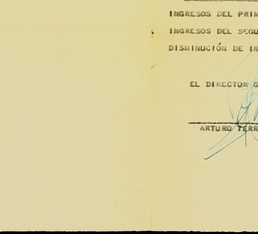 INGRESOS DEL PRIM
INGRESOS DEL SEGU
DISMINUCIÓN DE IN
EL DIRECTOR G
ARTURO TERR